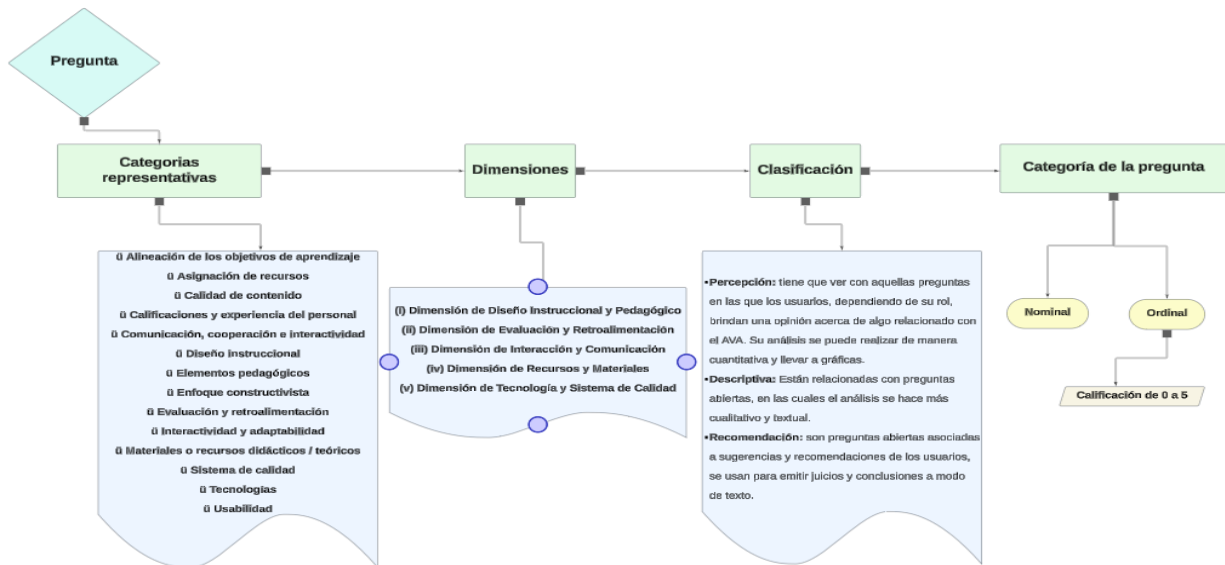 Pregunta
Categorias
representativas
Dimensiones
Clasificación
Categoría de la pregunta
ü Alineación de los objetivos de aprendizaje
ü Asignación de recursos
ü Calidad de contenido
ü Calificaciones y experiencia del personal
ü Comunicación, cooperación e interactividad
ü Diseño instruccional
ü Elementos pedagógicos
ü Enfoque constructivista
ü Evaluación y retroalimentación
ü Interactividad y adaptabilidad
ü Materiales o recursos didácticos / teóricos
ü Sistema de calidad
ü Tecnologías
ü Usabilidad
(i) Dimensión de Diseño Instruccional y Pedagógico
(ii) Dimensión de Evaluación y Retroalimentación
(iii) Dimensión de Interacción y Comunicación
(iv) Dimensión de Recursos y Materiales
(v) Dimensión de Tecnología y Sistema de Calidad
•Percepción: tiene que ver con aquellas preguntas
en las que los usuarios, dependiendo de su rol,
brindan una opinión acerca de algo relacionado con
el AVA. Su análisis se puede realizar de manera
cuantitativa y llevar a gráficas.
•Descriptiva: Están relacionadas con preguntas
abiertas, en las cuales el análisis se hace más
cualitativo y textual.
•Recomendación: son preguntas abiertas asociadas
a sugerencias y recomendaciones de los usuarios,
se usan para emitir juicios y conclusiones a modo
de texto.
Nominal
Ordinal
Calificación de 0 a 5